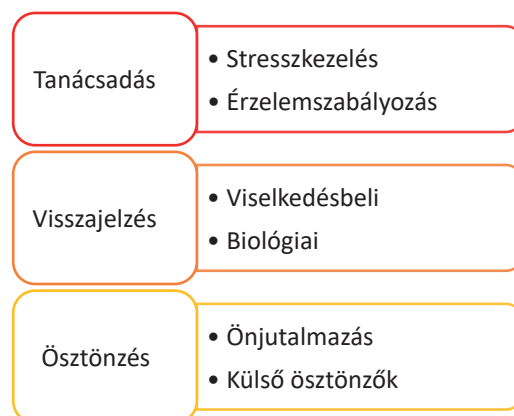 Tanácsadás
• Stresszkezelés
• Érzelemszabályozás
Visszajelzés
• Viselkedésbeli
• Biológiai
Ösztönzés
• Önjutalmazás
• Külső ösztönzők